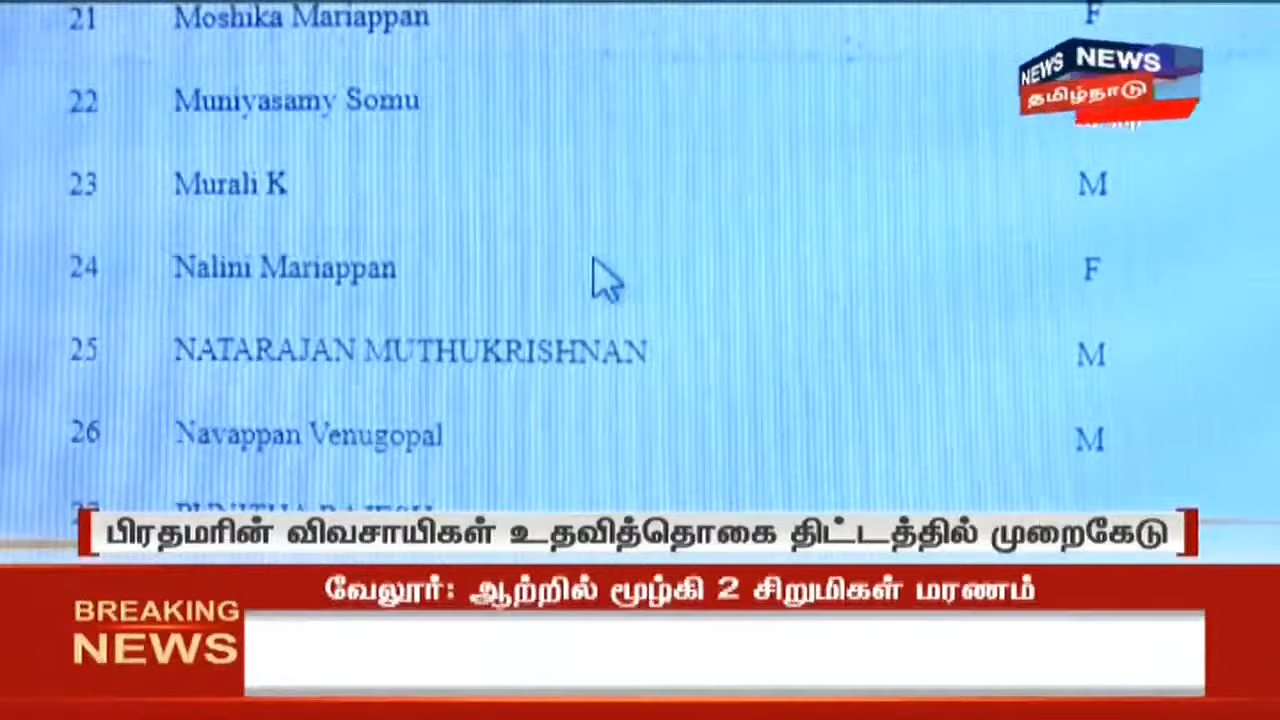 21 Moshika Mariappan F
NEWS NEWS
தமிழ்நாடு
22 Muniyasamy Somu
23 Murali K M
24 Nalini Mariappan F
25 NATARAJAN MUTHUKRISHNAN M
26 Navappan Venugopal M
பிரதமரின் விவசாயிகள் உதவித்தொகை திட்டத்தில் முறைகேடு
வேலூர்: ஆற்றில் மூழ்கி 2 சிறுமிகள் மரணம்
BREAKING
NEWS